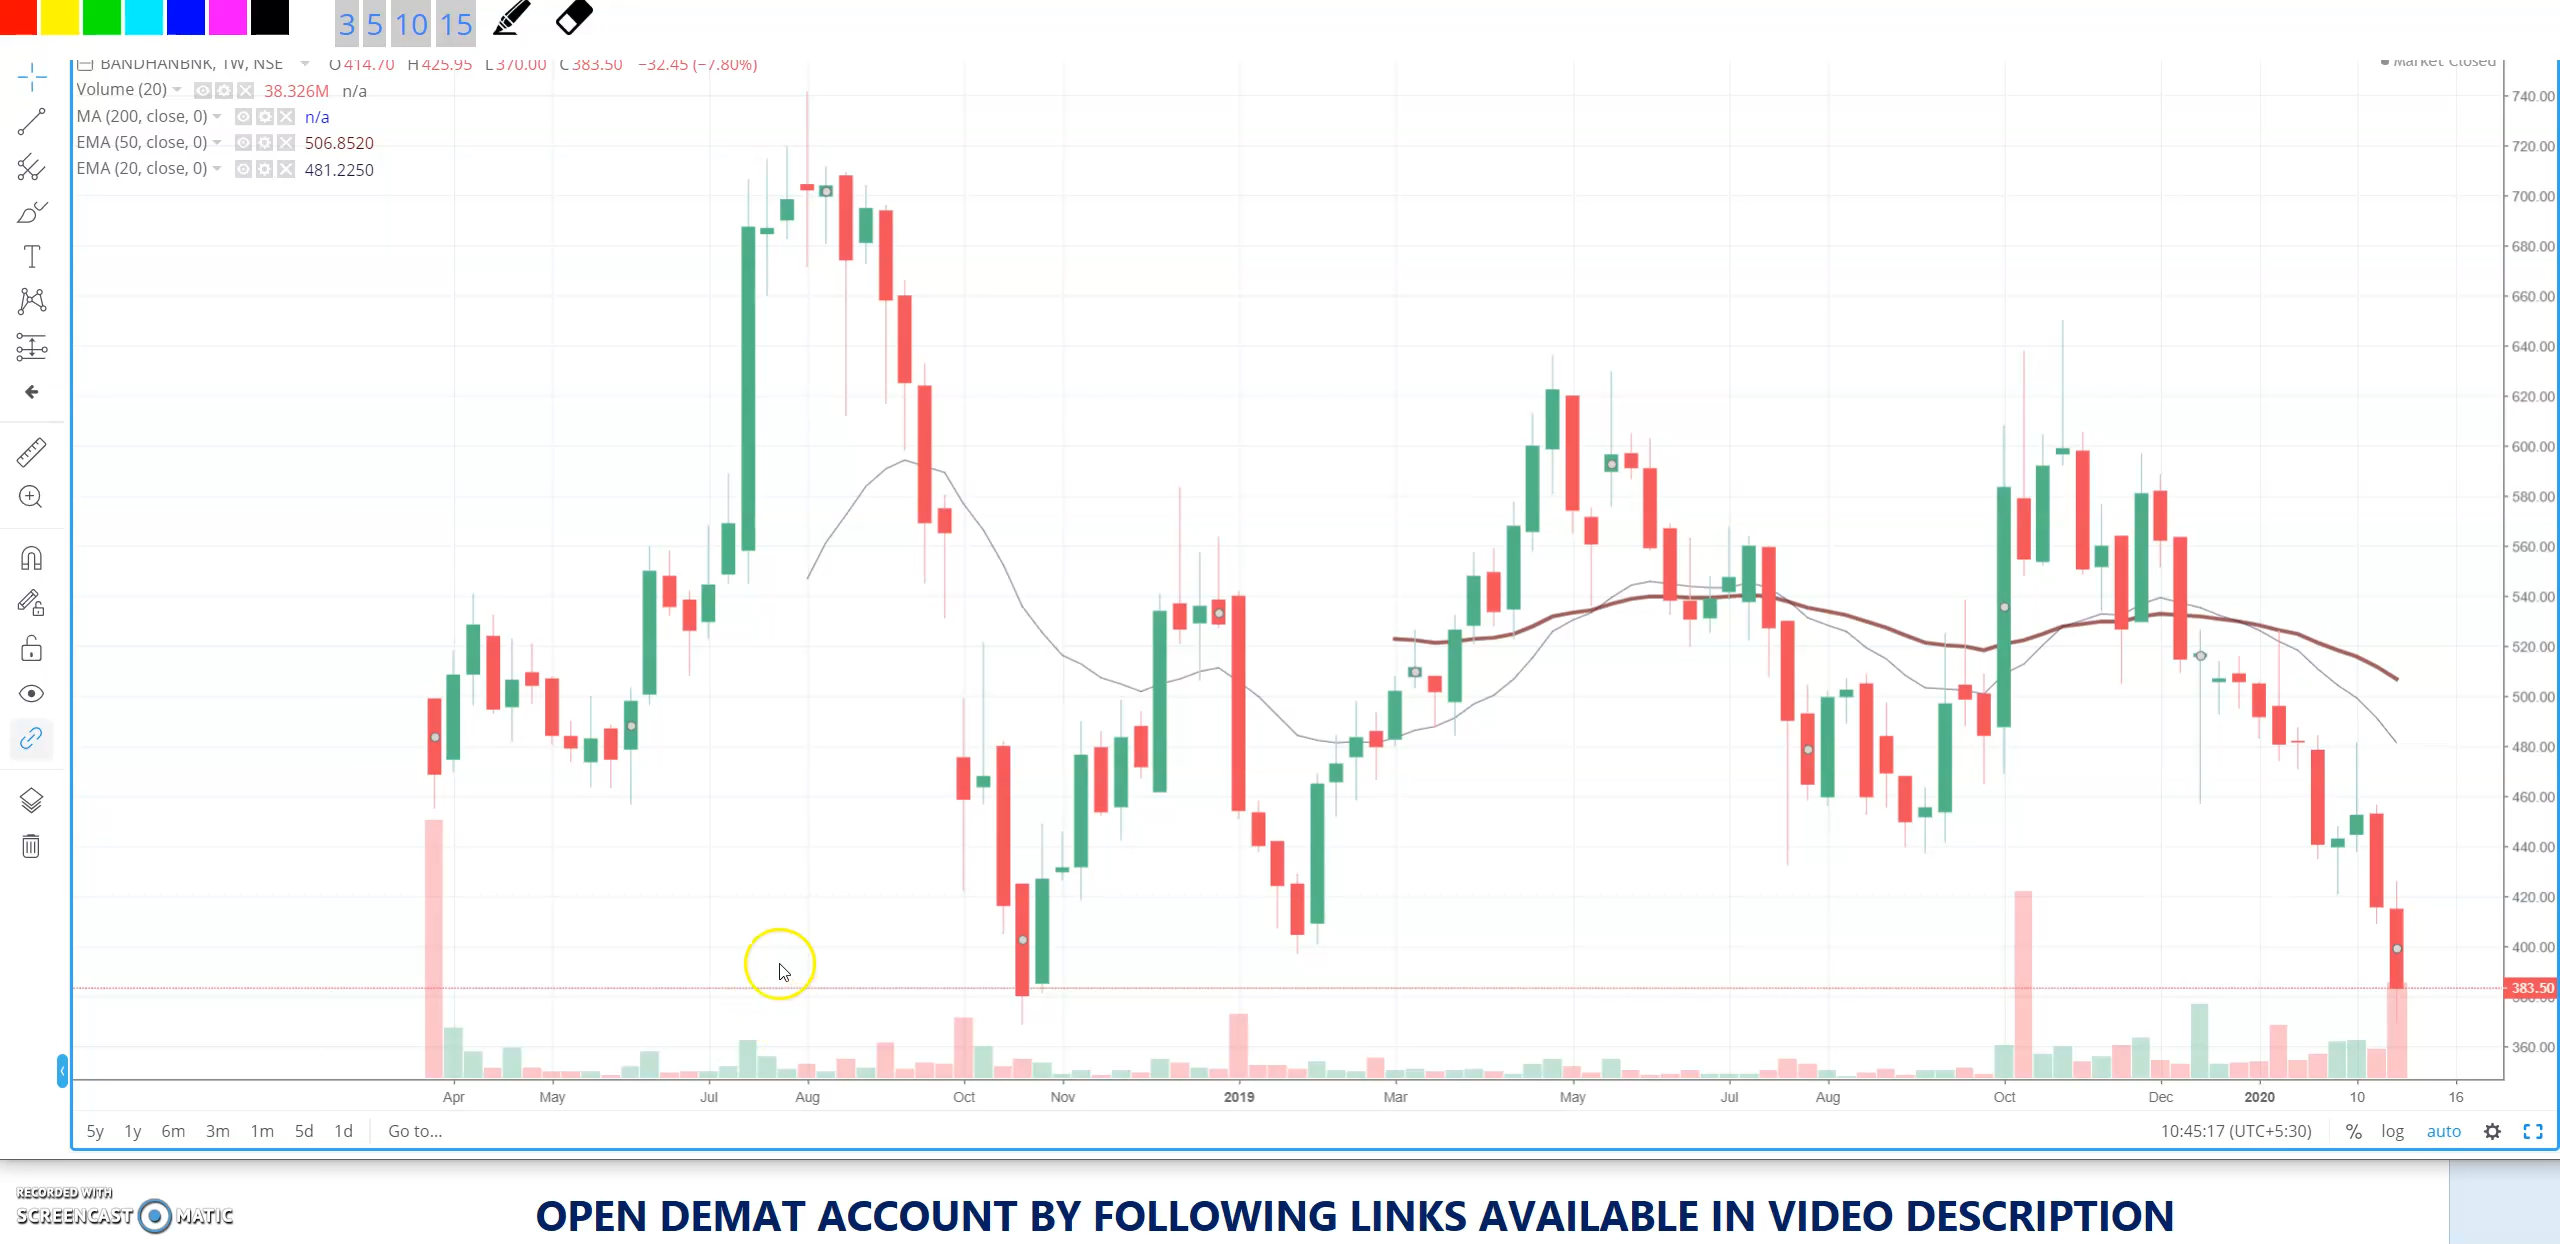 3 5 10 15
BANDHANBNK, 1W, NSE O414.70 H425.95 L370.00 C383.50 −32.45 (−7.80%)
Market Closed
Volume (20) 38.326M n/a
MA (200, close, 0) n/a
EMA (50, close, 0) 506.8520
EMA (20, close, 0) 481.2250
740.00
720.00
700.00
680.00
660.00
640.00
620.00
600.00
580.00
560.00
540.00
520.00
500.00
480.00
460.00
440.00
420.00
400.00
383.50
360.00
Apr May Jul Aug Oct Nov 2019 Mar May Jul Aug Oct Dec 2020 10 16
5y 1y 6m 3m 1m 5d 1d Go to... 10:45:17 (UTC+5:30) % log auto
RECORDED WITH
SCREENCAST MATIC
OPEN DEMAT ACCOUNT BY FOLLOWING LINKS AVAILABLE IN VIDEO DESCRIPTION